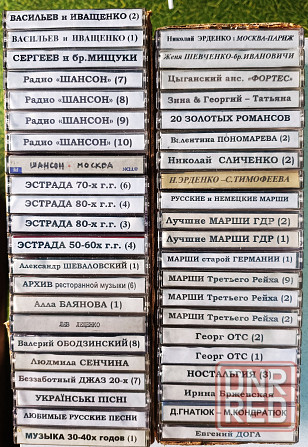 ВАСИЛЬЕВ и ИВАЩЕНКО (2)
ВАСИЛЬЕВ и ИВАЩЕНКО (1)
СЕРГЕЕВ и бр.МИЩУКИ
Радио «ШАНСОН» (7)
Радио «ШАНСОН» (8)
Радио «ШАНСОН» (9)
Радио «ШАНСОН» (10)
ШАНСОН - МОСКВА
ЭСТРАДА 70-х г.г. (6)
ЭСТРАДА 80-х г.г. (4)
ЭСТРАДА 80-х г.г. (3)
ЭСТРАДА 50-60х г.г. (4)
Александр ШЕВАЛОВСКИЙ (1)
АРХИВ ресторанной музыки (6)
Алла БАЯНОВА (1)
ЛЕВ ЛЕЩЕНКО
Валерий ОБОДЗИНСКИЙ (8)
Людмила СЕНЧИНА
Беззаботный ДЖАЗ 20-х (7)
УКРАЇНСЬКІ ПІСНІ
ЛЮБИМЫЕ РУССКИЕ ПЕСНИ
МУЗЫКА 30-40х годов (1)
Николай ЭРДЕНКО : МОСКВА-ПАРИЖ
Женя ШЕВЧЕНКО-бр.ИВАНОВИЧИ
Цыганский анс. «ФОРТЕС»
Зина & Георгий - Татьяна
20 ЗОЛОТЫХ РОМАНСОВ
Валентина ПОНОМАРЕВА (2)
Николай СЛИЧЕНКО (2)
Н.ЭРДЕНКО –С.ТИМОФЕЕВА
РУССКИЕ и НЕМЕЦКИЕ МАРШИ
Лучшие МАРШИ ГДР (2)
Лучшие МАРШИ ГДР (1)
МАРШИ старой ГЕРМАНИИ (1)
МАРШИ Третьего Рейха (9)
МАРШИ Третьего Рейха (2)
МАРШИ Третьего Рейха (2)
Георг ОТС (2)
Георг ОТС (1)
НОСТАЛЬГИЯ (3)
Ирина Бржевская
Д.ГНАТЮК М.КОНДРАТЮК
Евгений ДОГА
DNR
RED